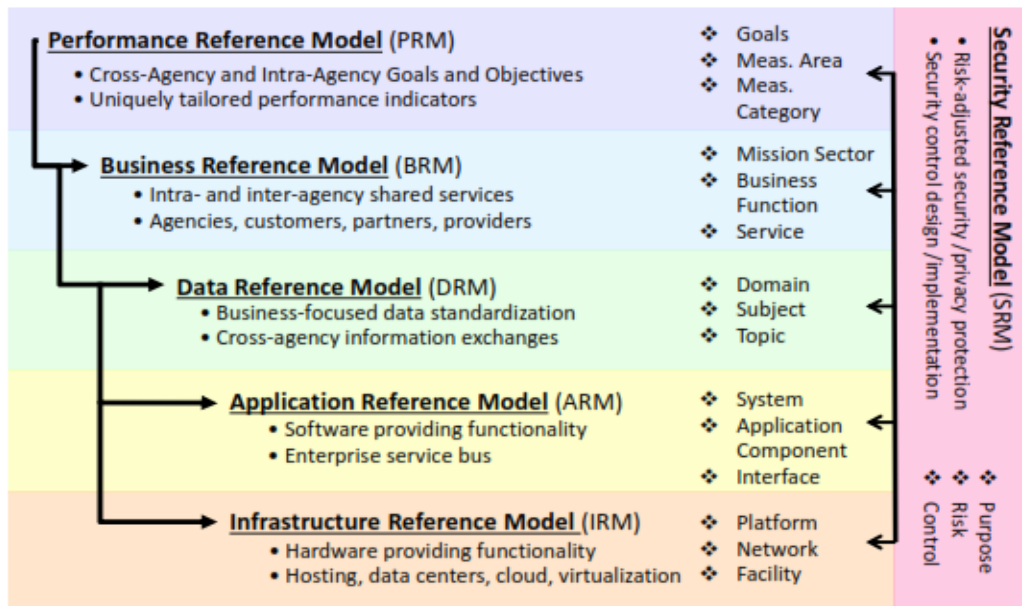 Performance Reference Model (PRM)
• Cross-Agency and Intra-Agency Goals and Objectives
• Uniquely tailored performance indicators
❖ Goals
❖ Meas. Area
❖ Meas.
Category
Business Reference Model (BRM)
• Intra- and inter-agency shared services
• Agencies, customers, partners, providers
❖ Mission Sector
❖ Business
Function
❖ Service
Data Reference Model (DRM)
• Business-focused data standardization
• Cross-agency information exchanges
❖ Domain
❖ Subject
❖ Topic
Application Reference Model (ARM)
• Software providing functionality
• Enterprise service bus
❖ System
❖ Application
Component
❖ Interface
Infrastructure Reference Model (IRM)
• Hardware providing functionality
• Hosting, data centers, cloud, virtualization
❖ Platform
❖ Network
❖ Facility
Security Reference Model (SRM)
• Risk-adjusted security /privacy protection
• Security control design /implementation
❖ Purpose
❖ Risk
❖ Control